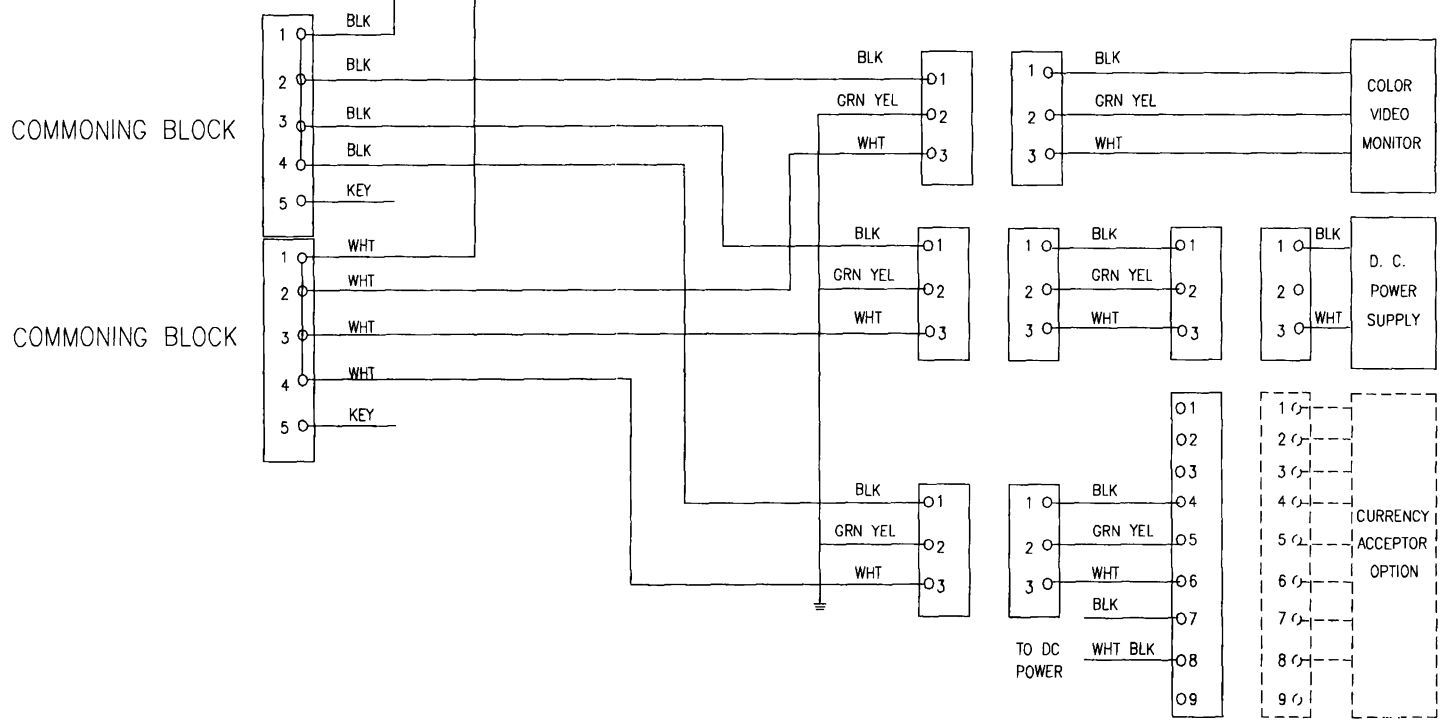 COMMONING BLOCK
1 BLK
2 BLK
3 BLK
4 BLK
5 KEY
COMMONING BLOCK
1 WHT
2 WHT
3 WHT
4 WHT
5 KEY
BLK 1
GRN YEL 2
WHT 3
1 BLK
2 GRN YEL
3 WHT
COLOR
VIDEO
MONITOR
BLK 1
GRN YEL 2
WHT 3
1 BLK 1
2 GRN YEL 2
3 WHT 3
1 BLK
2
3 WHT
D. C.
POWER
SUPPLY
BLK 1
GRN YEL 2
WHT 3
1 BLK
2 GRN YEL
3 WHT
BLK
TO DC
POWER
WHT BLK
1
2
3
4
5
6
7
8
9
1
2
3
4
5
6
7
8
9
CURRENCY
ACCEPTOR
OPTION